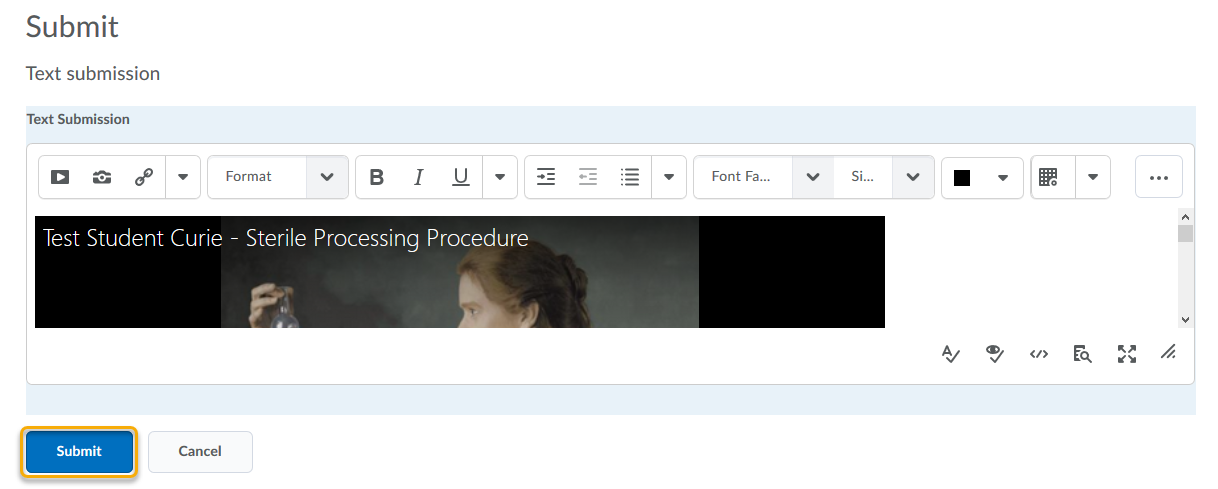 Submit
Text submission
Text Submission
Format
B I U
Font Fa...
Si...
Test Student Curie - Sterile Processing Procedure
Submit
Cancel